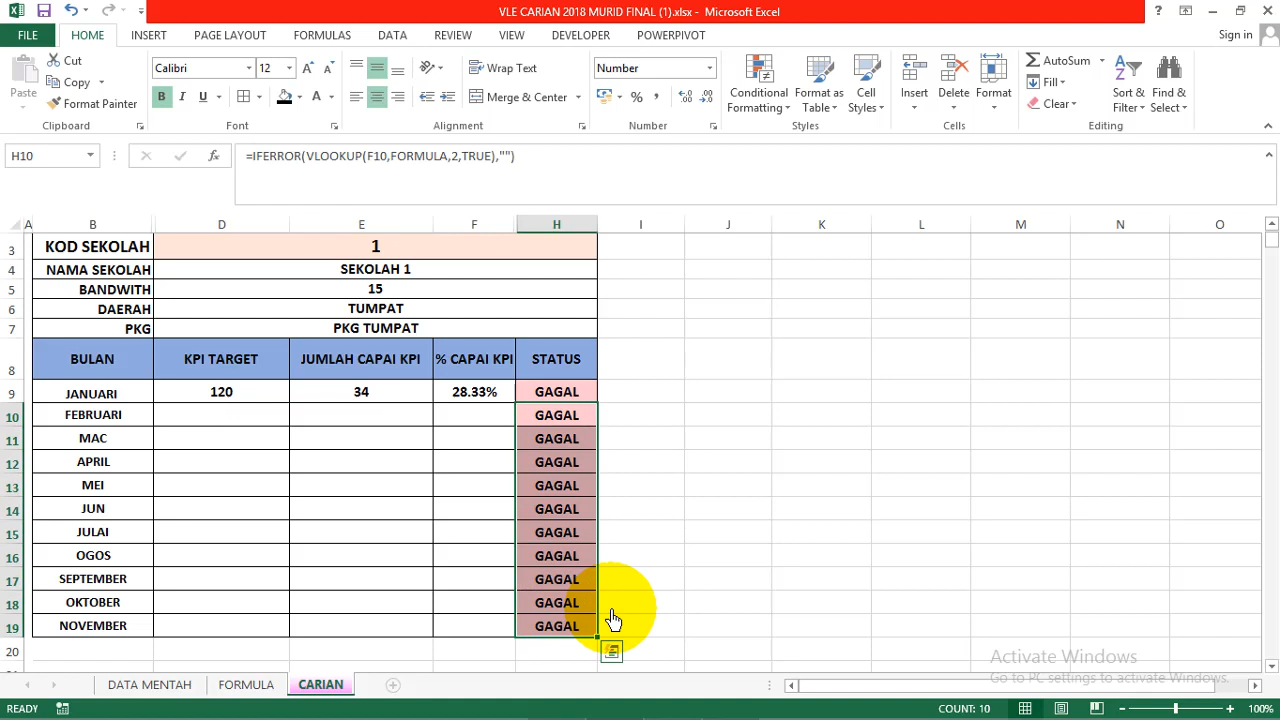 VLE CARIAN 2018 MURID FINAL (1).xlsx - Microsoft Excel
FILE HOME INSERT PAGE LAYOUT FORMULAS DATA REVIEW VIEW DEVELOPER POWERPIVOT Sign in
Paste Cut Copy Format Painter Clipboard
Calibri 12 B I U A Font
Wrap Text Merge & Center Alignment
Number % , Number
Conditional Formatting Format as Table Cell Styles Styles
Insert Delete Format Cells
AutoSum Fill Clear Sort & Filter Find & Select Editing
H10 fx =IFERROR(VLOOKUP(F10,FORMULA,2,TRUE),"")
A B D E F H I J K L M N O
3 KOD SEKOLAH 1
4 NAMA SEKOLAH SEKOLAH 1
5 BANDWITH 15
6 DAERAH TUMPAT
7 PKG PKG TUMPAT
8 BULAN KPI TARGET JUMLAH CAPAI KPI % CAPAI KPI STATUS
9 JANUARI 120 34 28.33% GAGAL
10 FEBRUARI GAGAL
11 MAC GAGAL
12 APRIL GAGAL
13 MEI GAGAL
14 JUN GAGAL
15 JULAI GAGAL
16 OGOS GAGAL
17 SEPTEMBER GAGAL
18 OKTOBER GAGAL
19 NOVEMBER GAGAL
20
Activate Windows
Go to PC settings to activate Windows.
DATA MENTAH FORMULA CARIAN
READY COUNT: 10 100%